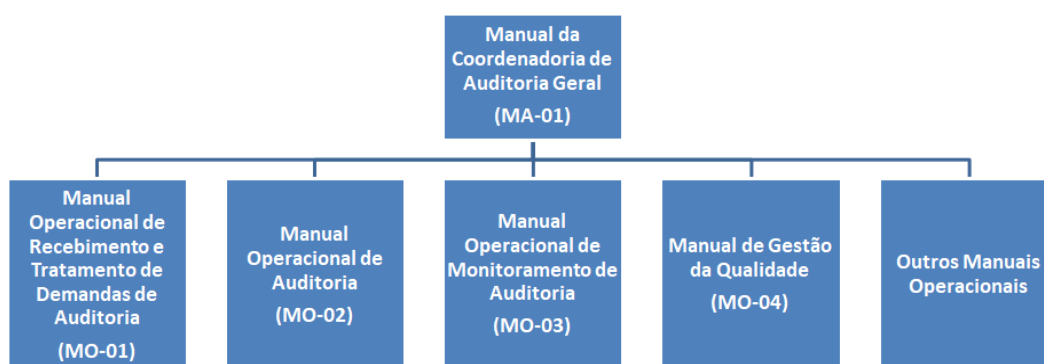 Manual da
Coordenadoria de
Auditoria Geral
(MA-01)
Manual
Operacional de
Recebimento e
Tratamento de
Demandas de
Auditoria
(MO-01)
Manual
Operacional de
Auditoria
(MO-02)
Manual
Operacional de
Monitoramento de
Auditoria
(MO-03)
Manual de Gestão
da Qualidade
(MO-04)
Outros Manuais
Operacionais